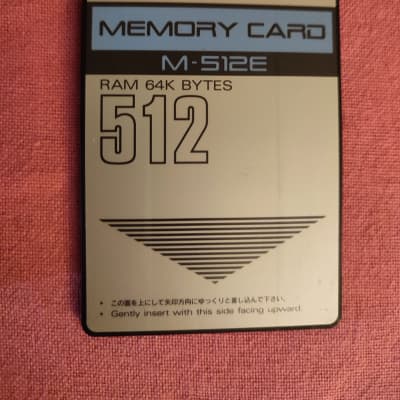 MEMORY CARD
M-512E
RAM 64K BYTES
512
• この面を上にして矢印方向にゆっくりと差し込んで下さい。
• Gently insert with this side facing upward.